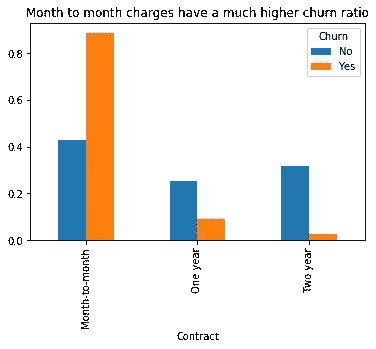 Month to month charges have a much higher churn ratio
Churn
No
Yes
0.8
0.6
0.4
0.2
0.0
Month-to-month
One year
Two year
Contract